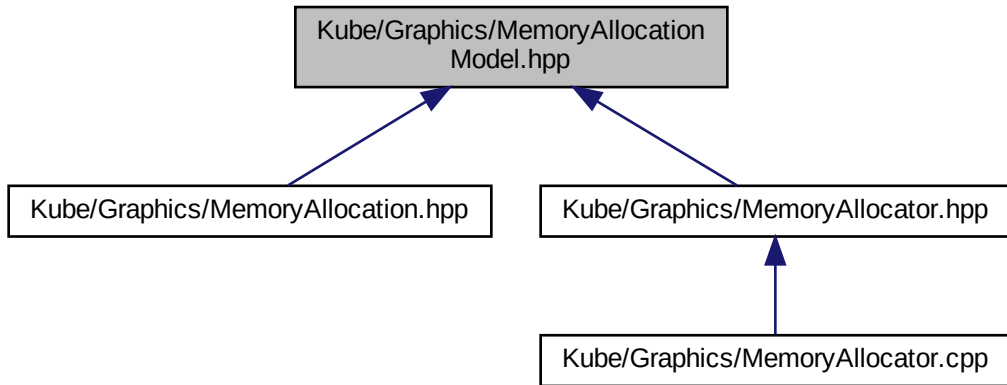 Kube/Graphics/MemoryAllocation
Model.hpp
Kube/Graphics/MemoryAllocation.hpp
Kube/Graphics/MemoryAllocator.hpp
Kube/Graphics/MemoryAllocator.cpp